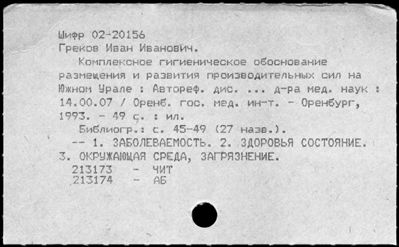 Шифр 02-20156
Греков Иван Иванович.
Комплексное гигиеническое обоснование
размещения и развития производительных сил на
Южном Урале : Автореф. дис. ... д-ра мед. наук :
14.00.07 / Оренб. гос. мед. ин-т. - Оренбург,
1993. - 49 с. : ил.
Библиогр.: с. 45-49 (27 назв.).
-- 1. ЗАБОЛЕВАЕМОСТЬ. 2. ЗДОРОВЬЯ СОСТОЯНИЕ.
3. ОКРУЖАЮЩАЯ СРЕДА, ЗАГРЯЗНЕНИЕ.
213173 - ЧИТ
213174 - АБ